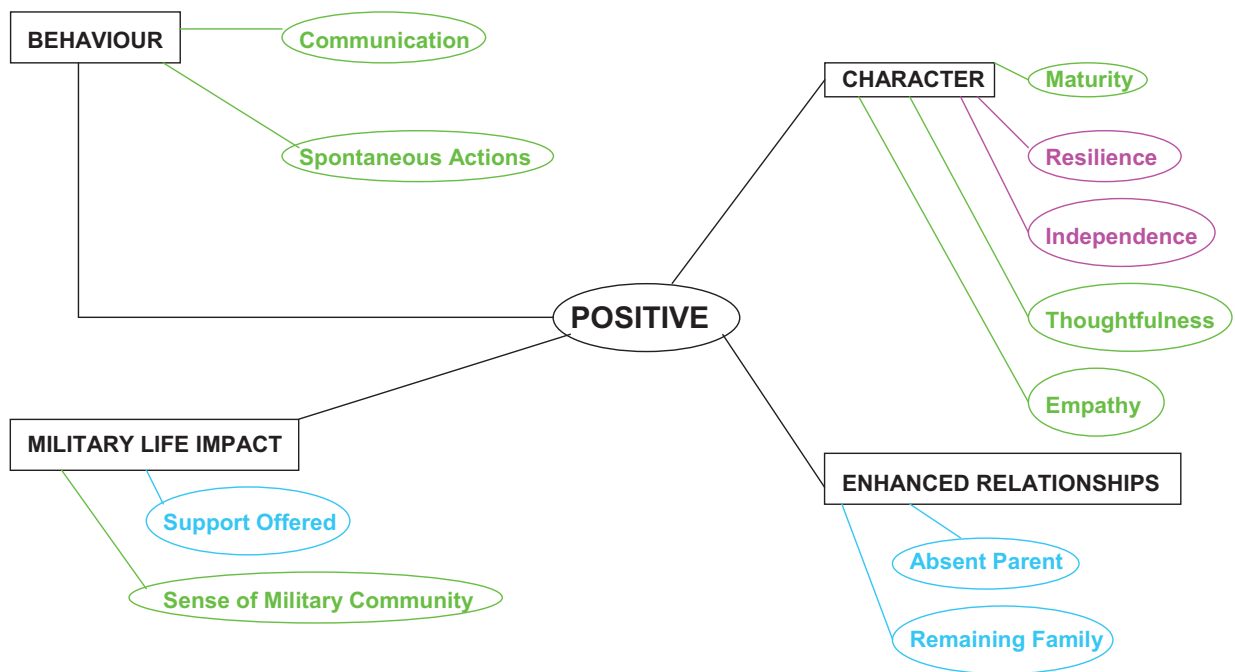 BEHAVIOUR
Communication
Spontaneous Actions
CHARACTER
Maturity
Resilience
Independence
Thoughtfulness
Empathy
POSITIVE
MILITARY LIFE IMPACT
Support Offered
Sense of Military Community
ENHANCED RELATIONSHIPS
Absent Parent
Remaining Family